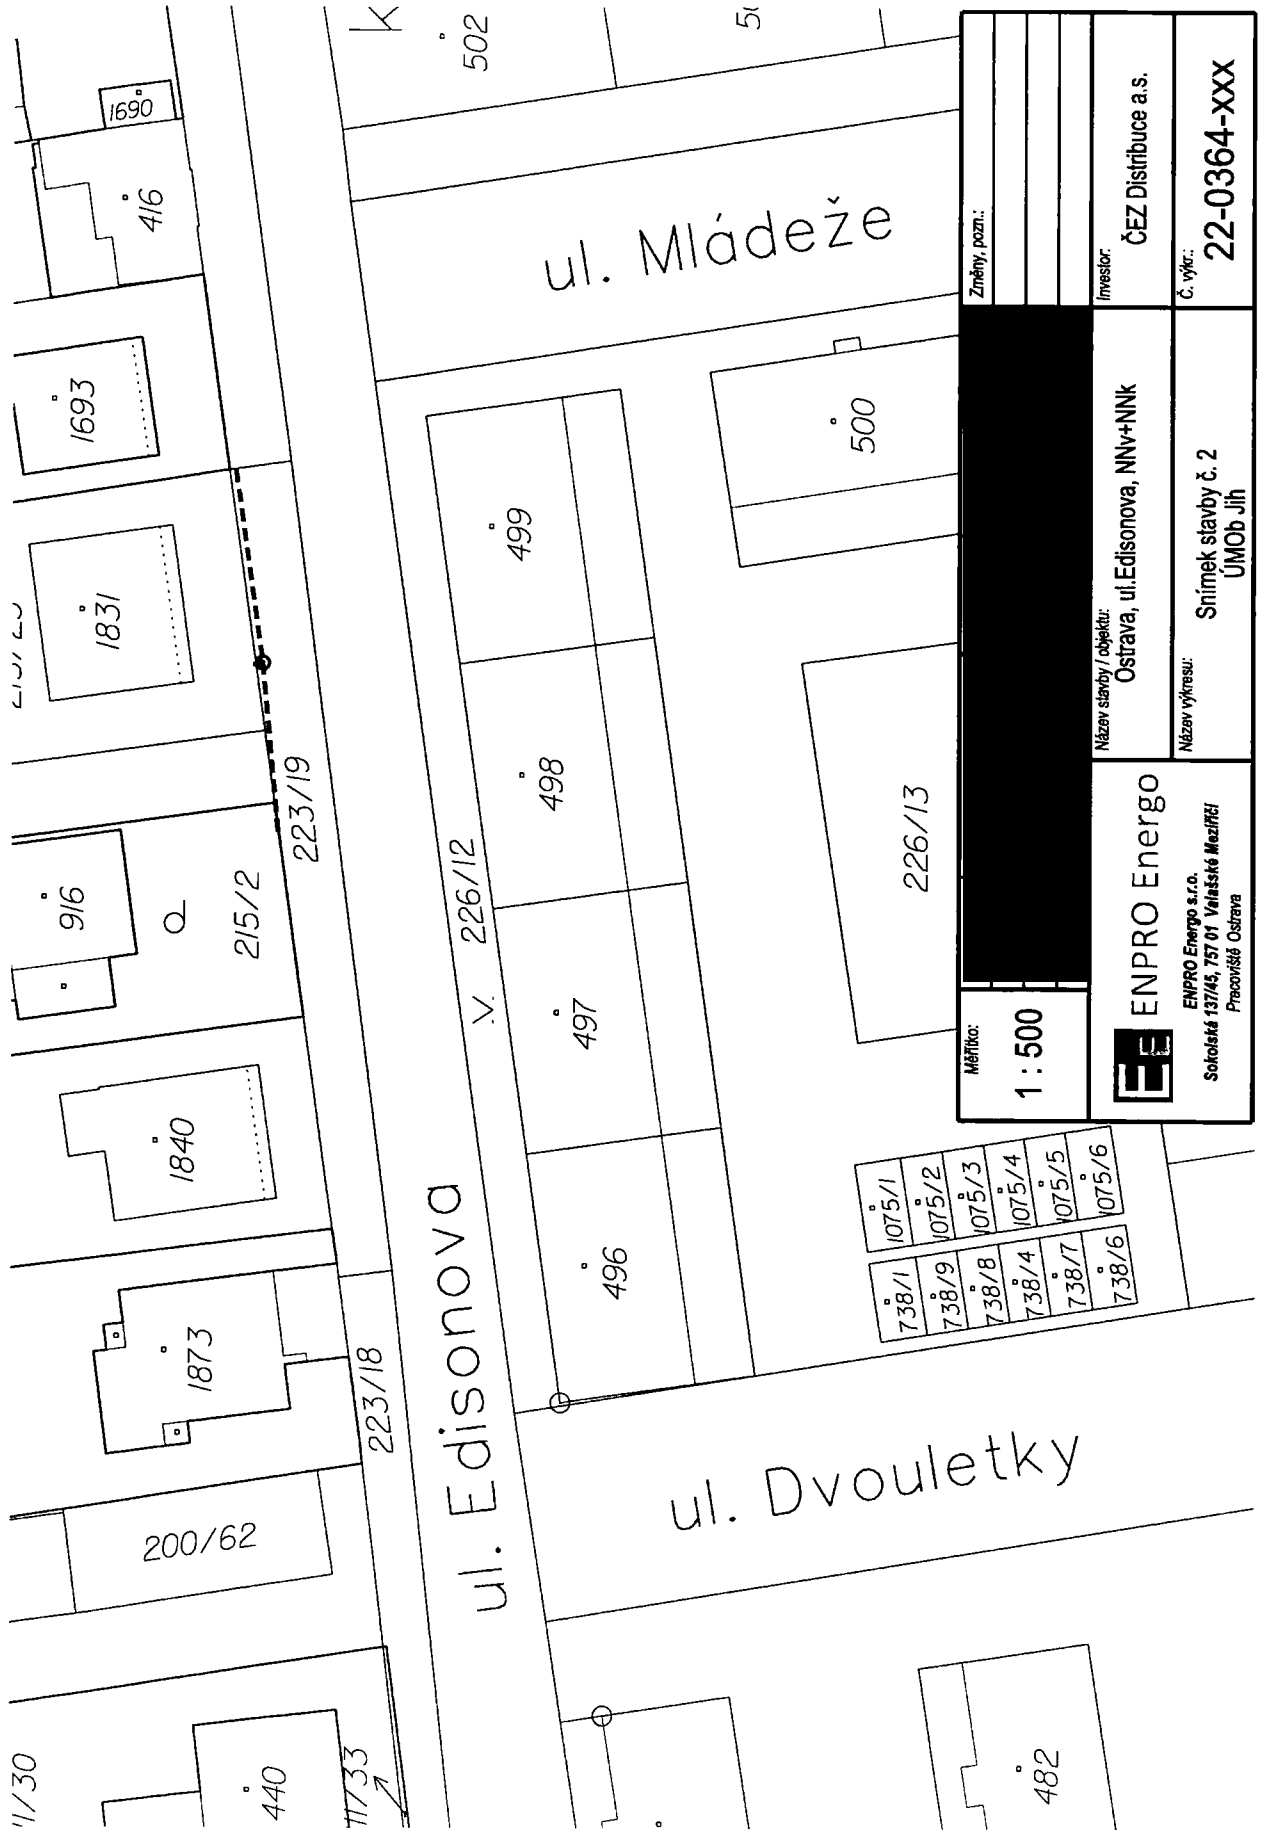 1690
416
1693
1831
916
215/2
1840
1873
200/62
440
223/19
223/18
ul. Edisonova
226/12
v.
502
499
498
497
496
ul. Mládeže
500
226/13
ul. Dvouletky
482
1075/1
1075/2
1075/3
1075/4
1075/5
1075/6
738/1
738/9
738/8
738/4
738/7
738/6
Měřítko:
1 : 500
Změny, pozn.:
ENPRO Energo
ENPRO Energo s.r.o.
Sokolská 137/45, 757 01 Valašské Meziříčí
Pracoviště Ostrava
Název stavby / objektu:
Ostrava, ul.Edisonova, NNv+NNk
Investor:
ČEZ Distribuce a.s.
Název výkresu:
Snímek stavby č. 2
ÚMOb Jih
Č. výkr.:
22-0364-XXX